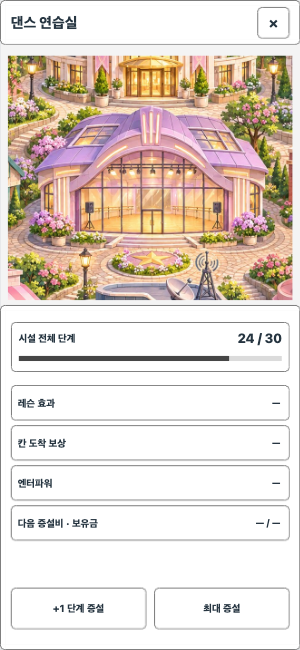 댄스 연습실
×
시설 전체 단계 24 / 30
레슨 효과 –
칸 도착 보상 –
엔터파워 –
다음 증설비 · 보유금 – / –
+1 단계 증설
최대 증설